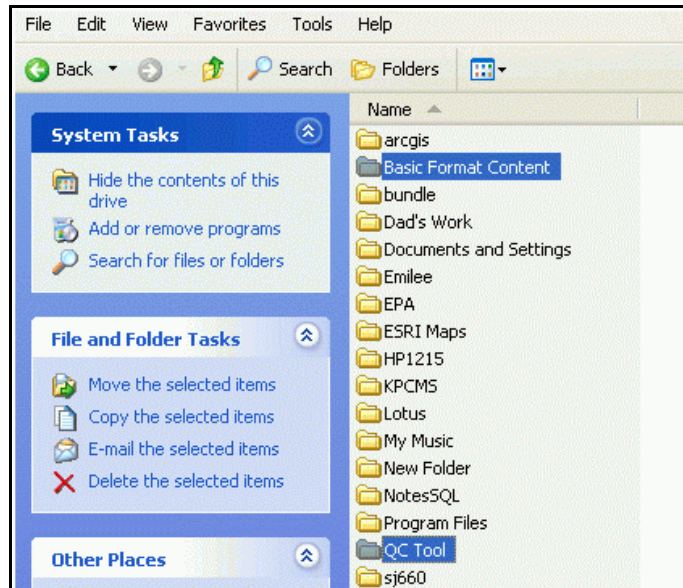 File Edit View Favorites Tools Help
Back Search Folders
System Tasks
Hide the contents of this
drive
Add or remove programs
Search for files or folders
File and Folder Tasks
Move the selected items
Copy the selected items
E-mail the selected items
Delete the selected items
Other Places
Name
arcgis
Basic Format Content
bundle
Dad's Work
Documents and Settings
Emilee
EPA
ESRI Maps
HP1215
KPCMS
Lotus
My Music
New Folder
NotesSQL
Program Files
QC Tool
sj660